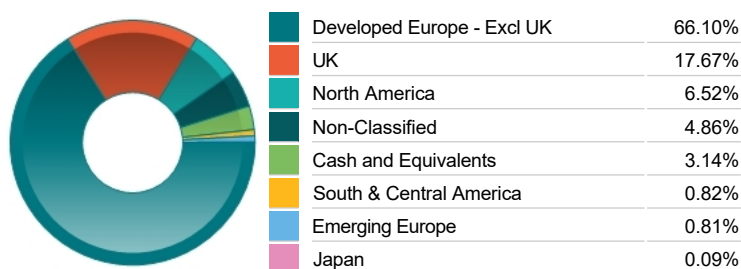 Developed Europe - Excl UK 66.10%
UK 17.67%
North America 6.52%
Non-Classified 4.86%
Cash and Equivalents 3.14%
South & Central America 0.82%
Emerging Europe 0.81%
Japan 0.09%